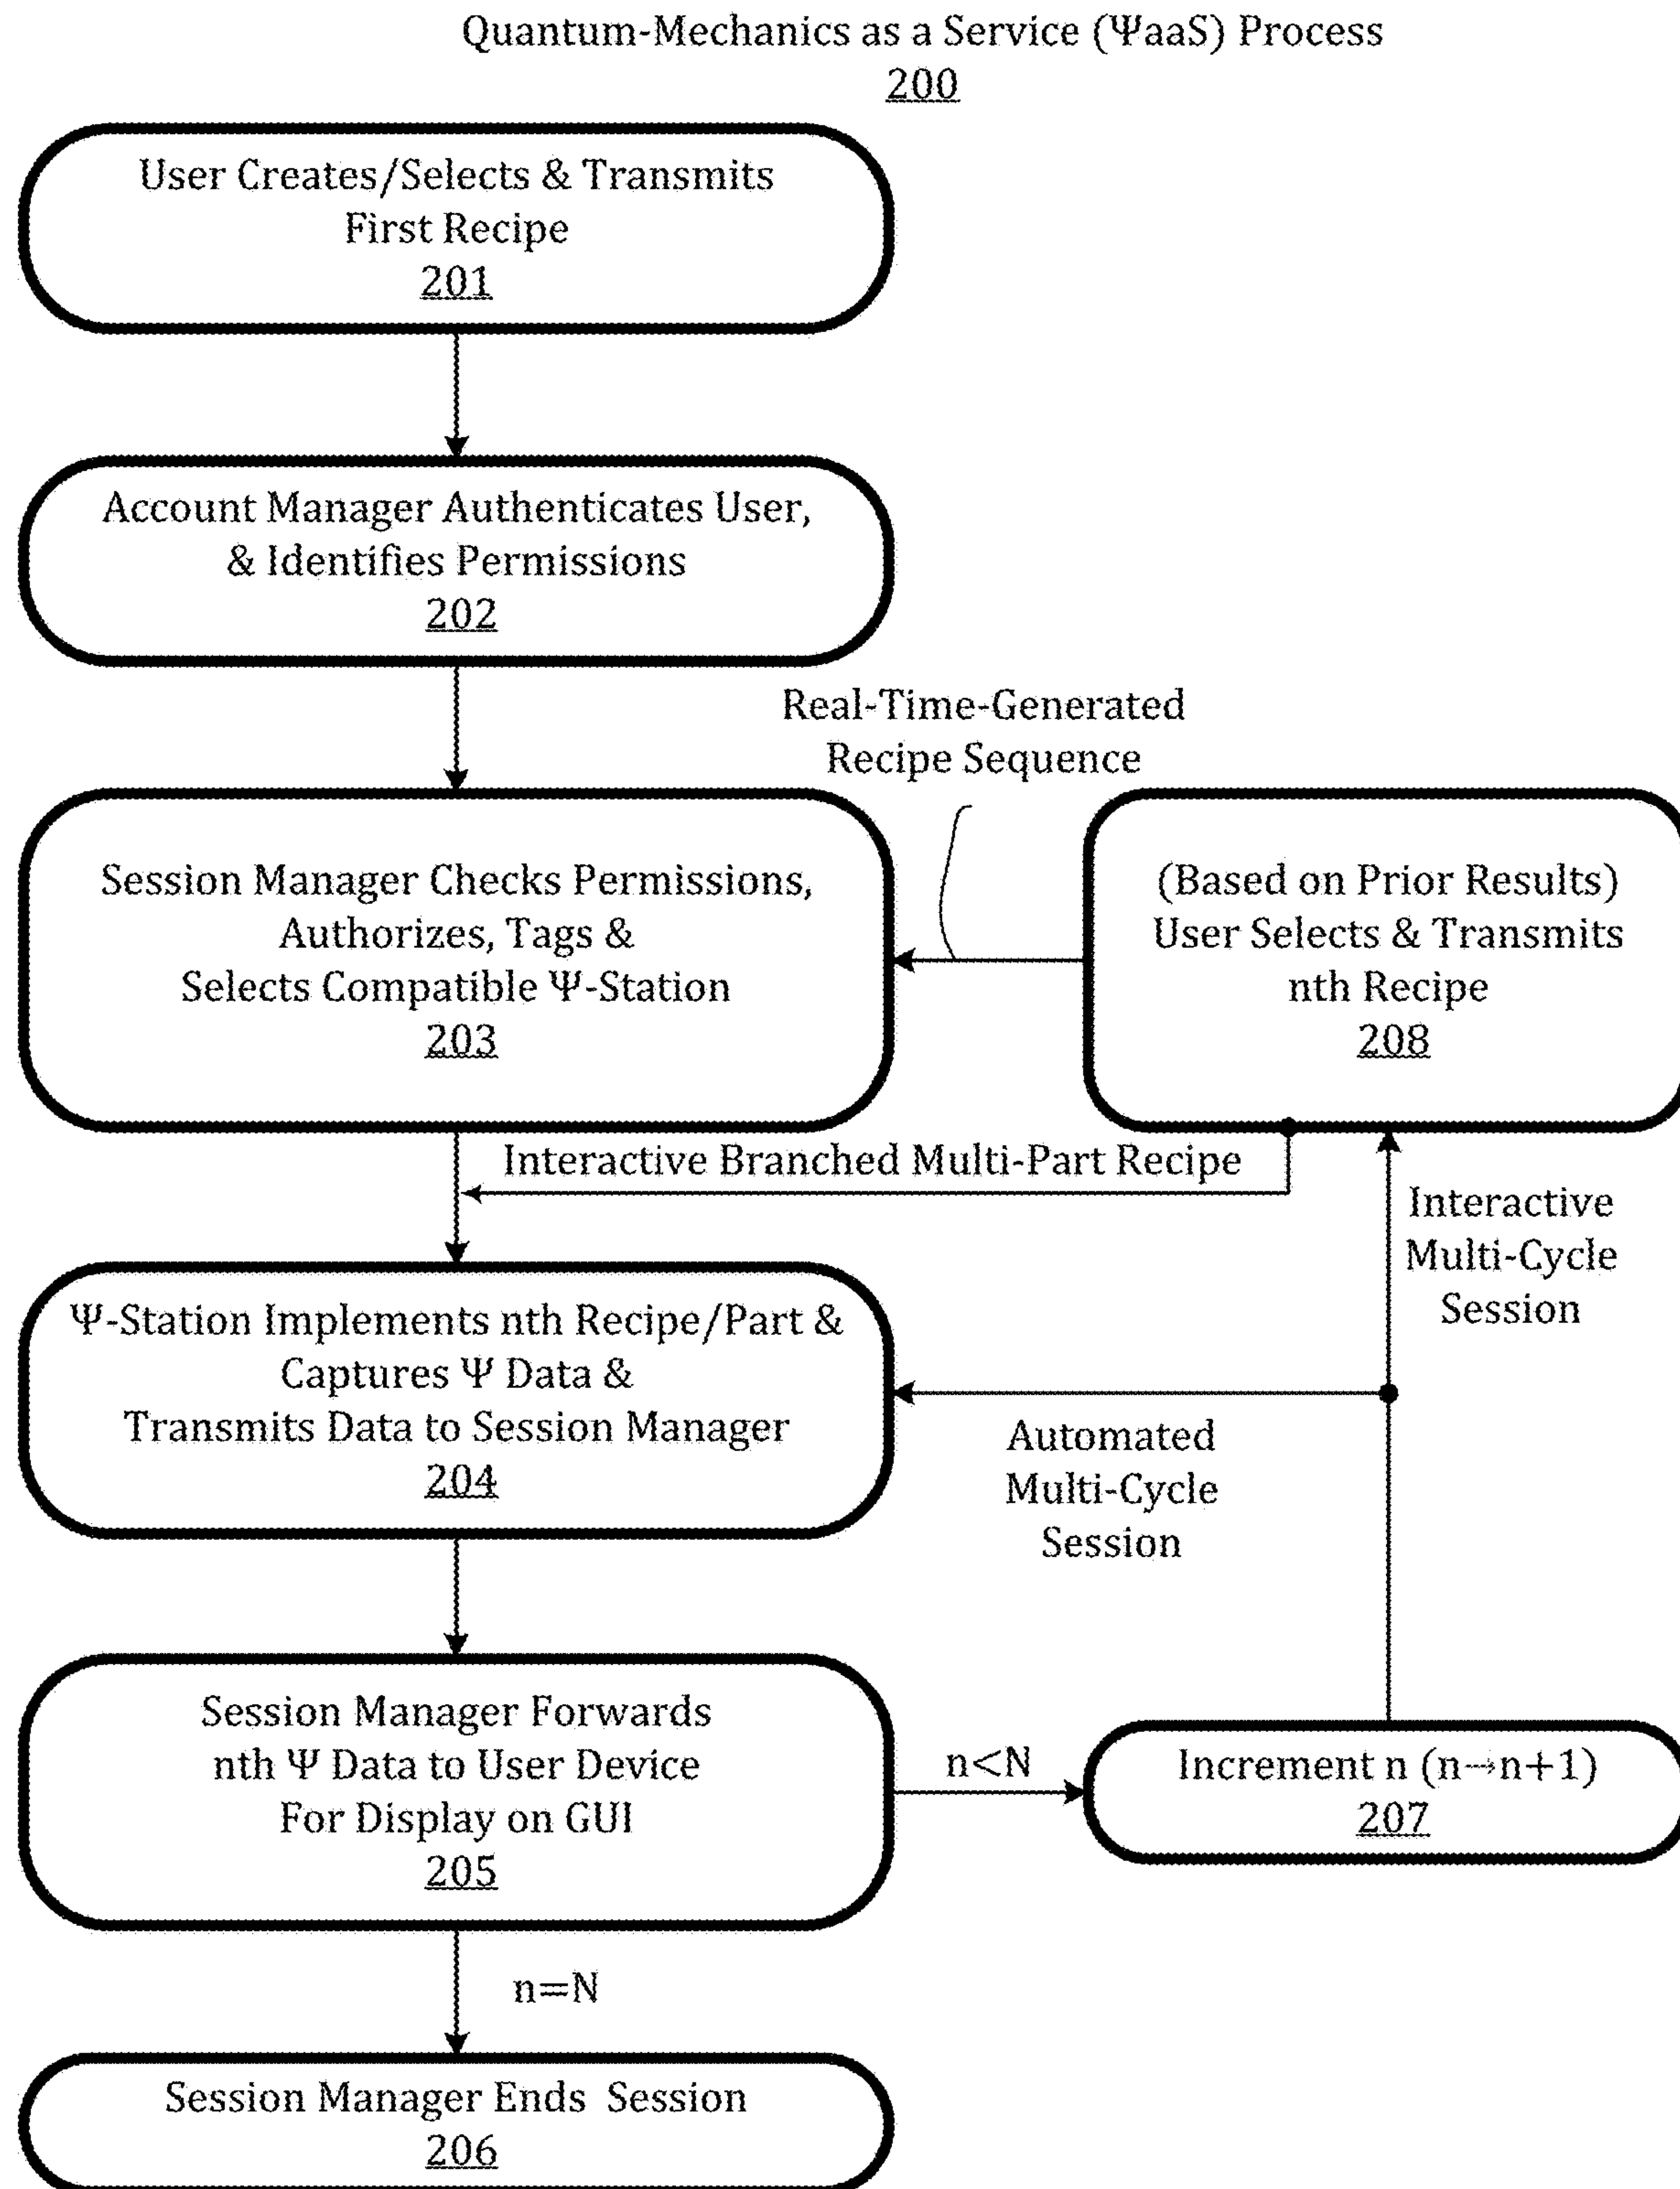 Quantum-Mechanics as a Service (ΨaaS) Process
200
User Creates/Selects & Transmits
First Recipe
201
Account Manager Authenticates User,
& Identifies Permissions
202
Real-Time-Generated
Recipe Sequence
Session Manager Checks Permissions,
Authorizes, Tags &
Selects Compatible Ψ-Station
203
(Based on Prior Results)
User Selects & Transmits
nth Recipe
208
Interactive Branched Multi-Part Recipe
Interactive
Multi-Cycle
Session
Ψ-Station Implements nth Recipe/Part &
Captures Ψ Data &
Transmits Data to Session Manager
204
Automated
Multi-Cycle
Session
Session Manager Forwards
nth Ψ Data to User Device
For Display on GUI
205
n<N
Increment n (n→n+1)
207
n=N
Session Manager Ends  Session
206